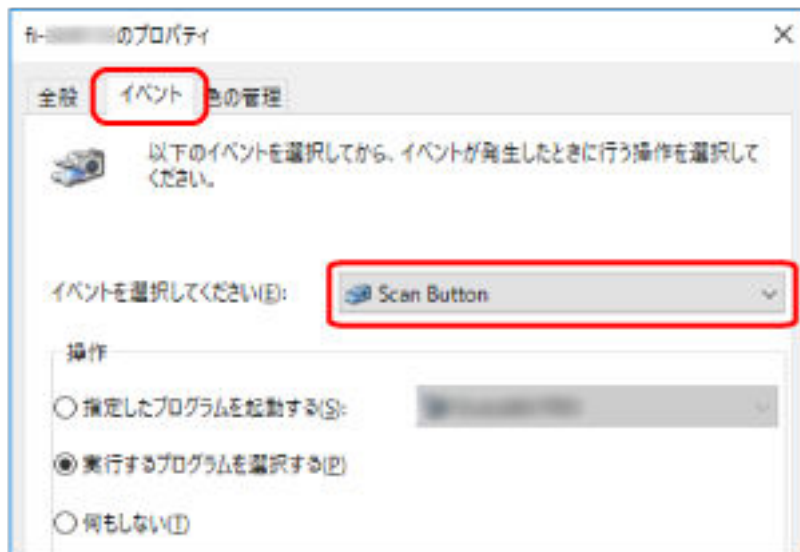 fi-
のプロパティ
全般
イベント
色の管理
以下のイベントを選択してから、イベントが発生したときに行う操作を選択して
ください。
イベントを選択してください(E):
Scan Button
操作
指定したプログラムを起動する(S):
実行するプログラムを選択する(P)
何もしない(T)